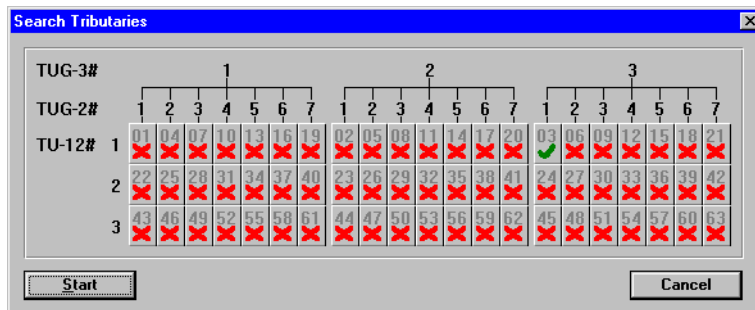 Search Tributaries
TUG-3# 1 2 3
TUG-2# 1 2 3 4 5 6 7 1 2 3 4 5 6 7 1 2 3 4 5 6 7
TU-12# 1 01 04 07 10 13 16 19 02 05 08 11 14 17 20 03 06 09 12 15 18 21
2 22 25 28 31 34 37 40 23 26 29 32 35 38 41 24 27 30 33 36 39 42
3 43 46 49 52 55 58 61 44 47 50 53 56 59 62 45 48 51 54 57 60 63
Start Cancel